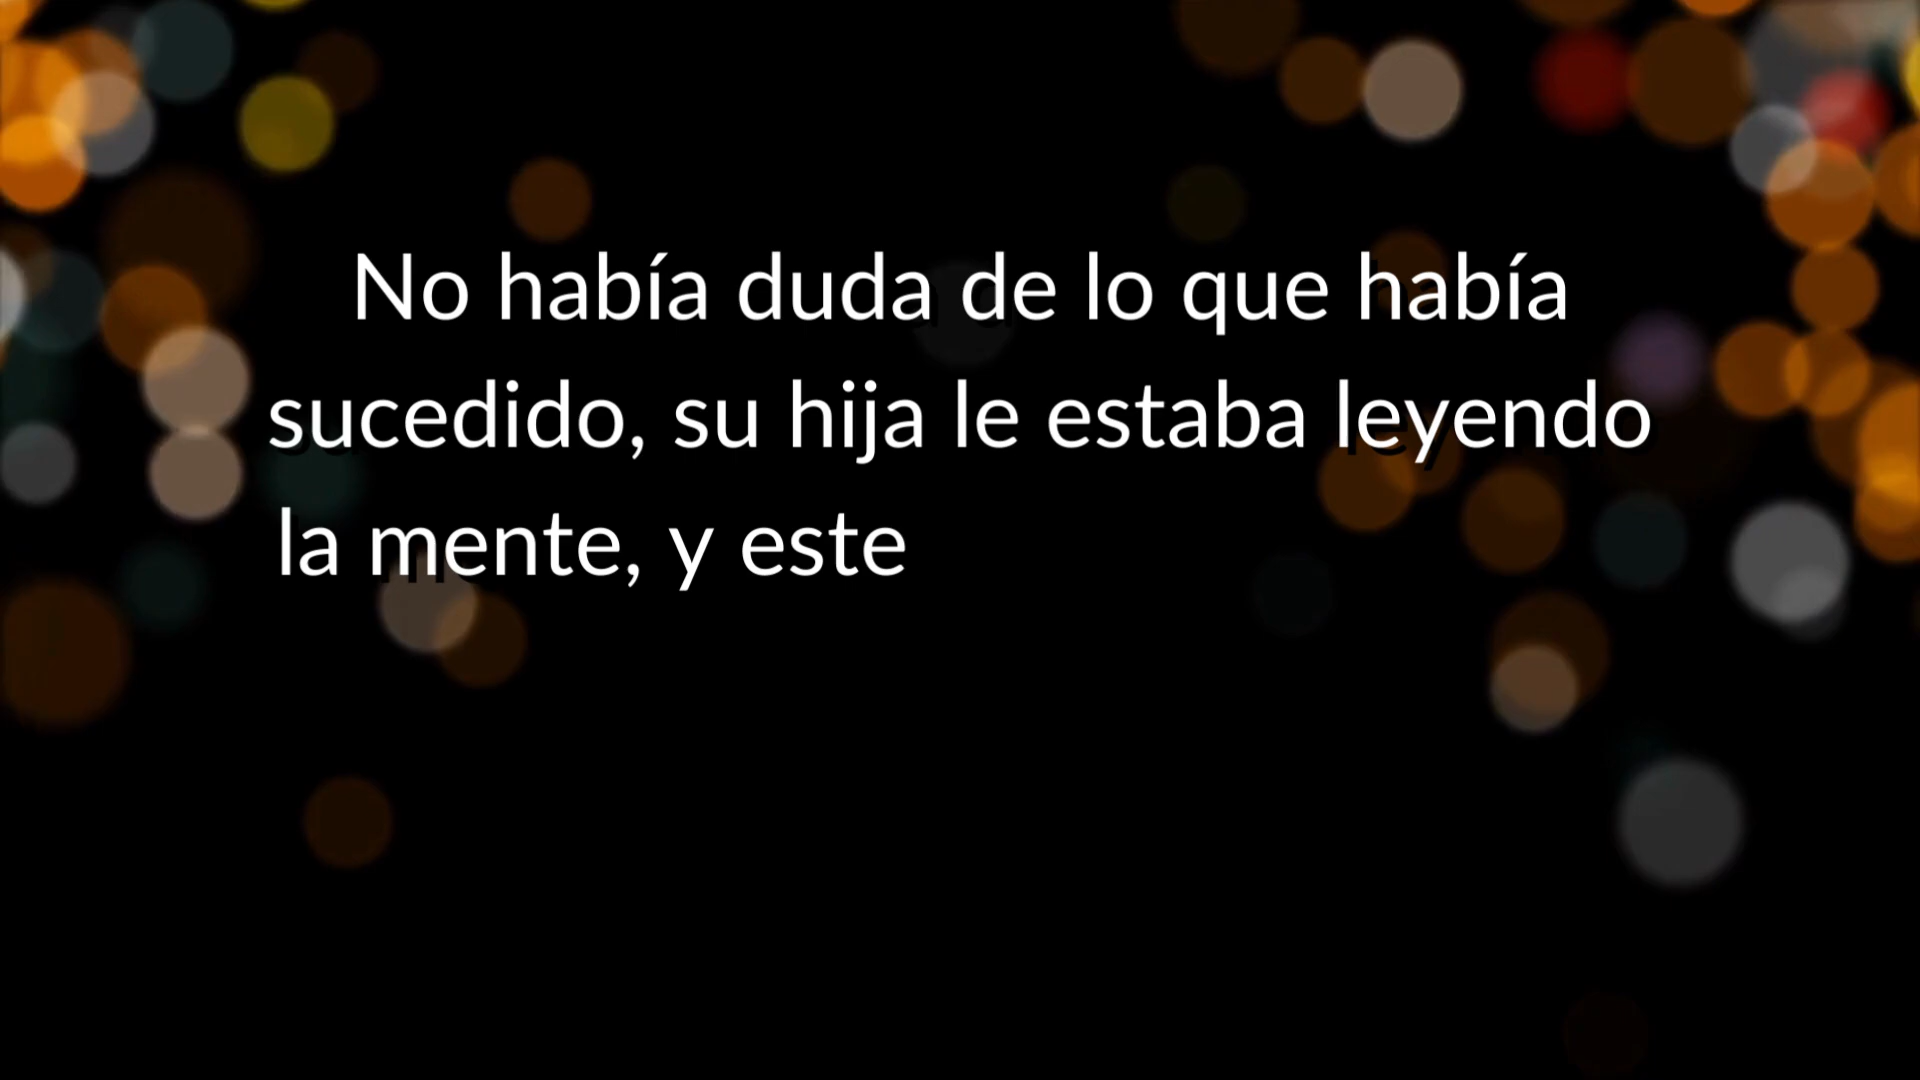 No había duda de lo que había
sucedido, su hija le estaba leyendo
la mente, y este